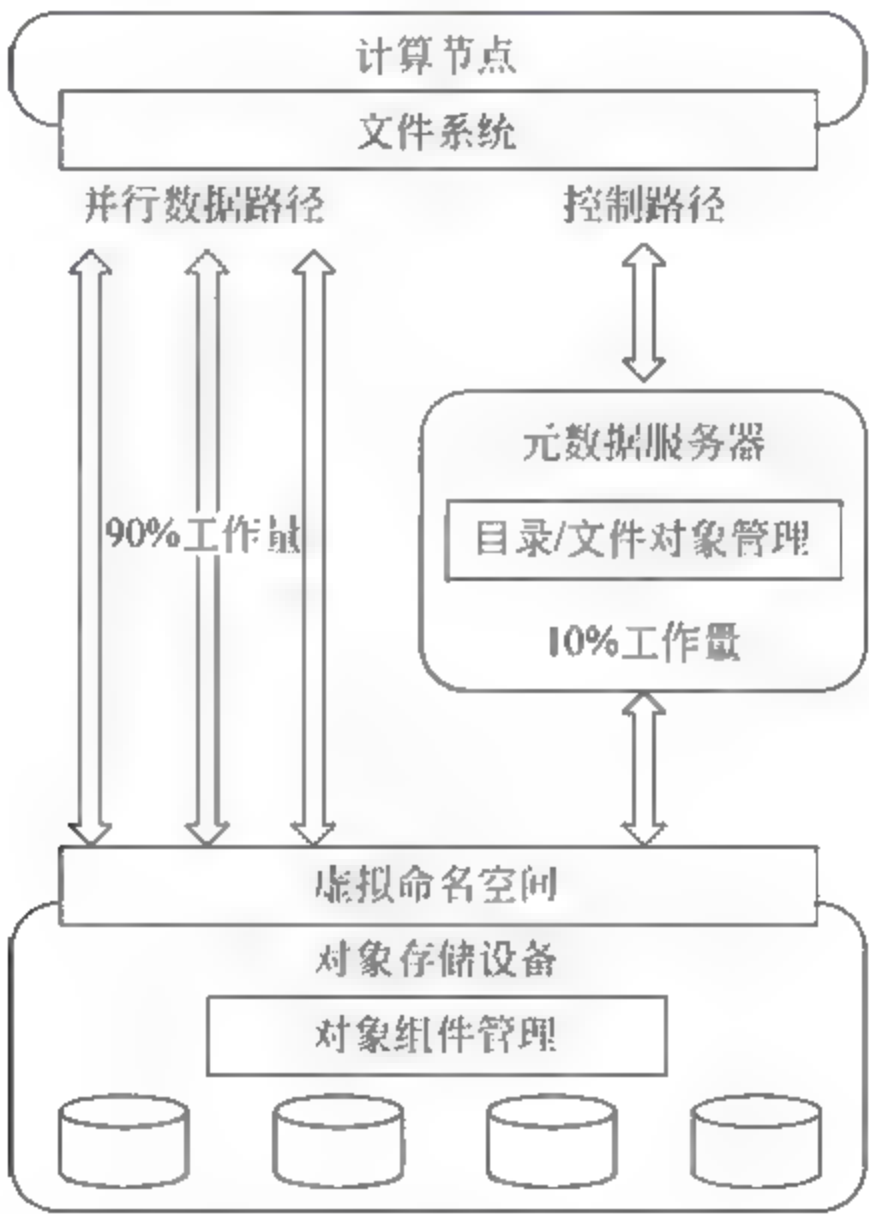 计算节点
文件系统
并行数据路径
控制路径
元数据服务器
90%工作量
目录/文件对象管理
10%工作量
虚拟命名空间
对象存储设备
对象组件管理